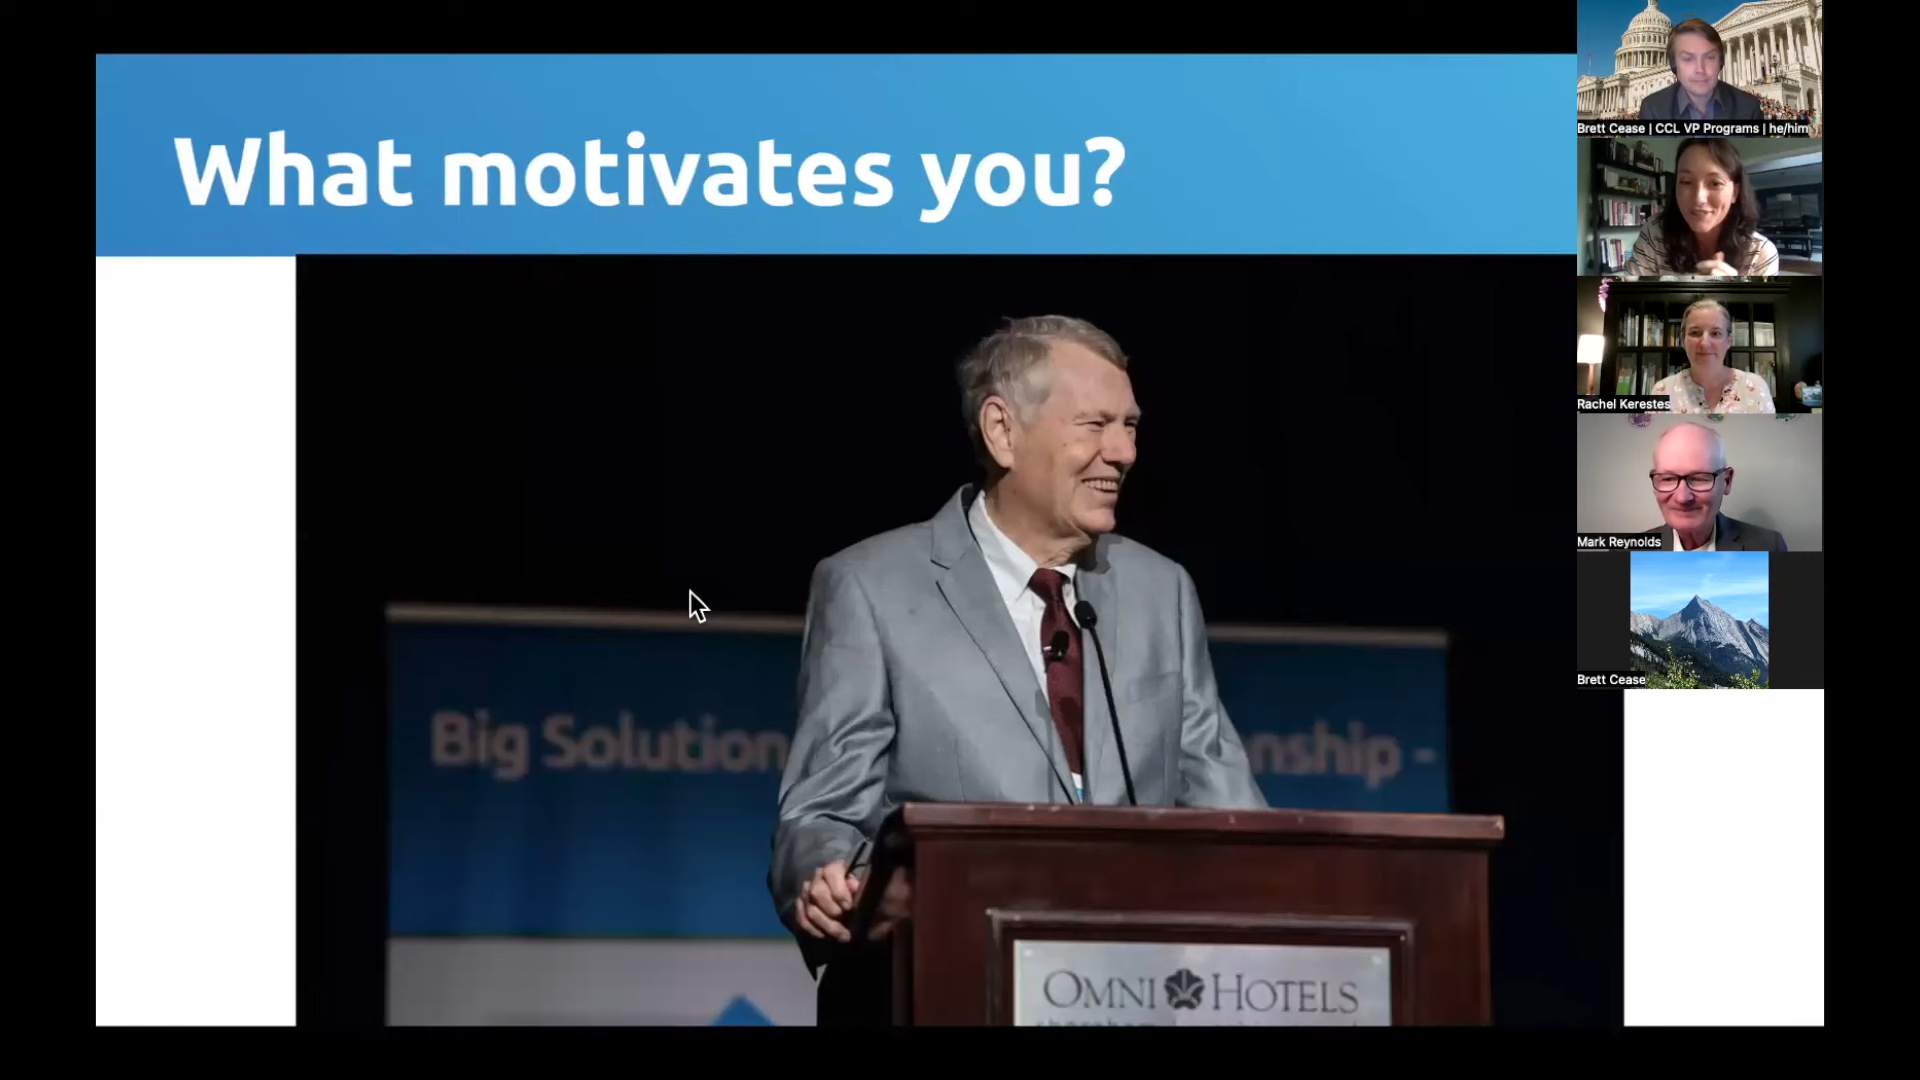 What motivates you?
Brett Cease | CCL VP Programs | he/him
Rachel Kerestes
Mark Reynolds
Brett Cease
Big Solution
nship -
OMNI HOTELS